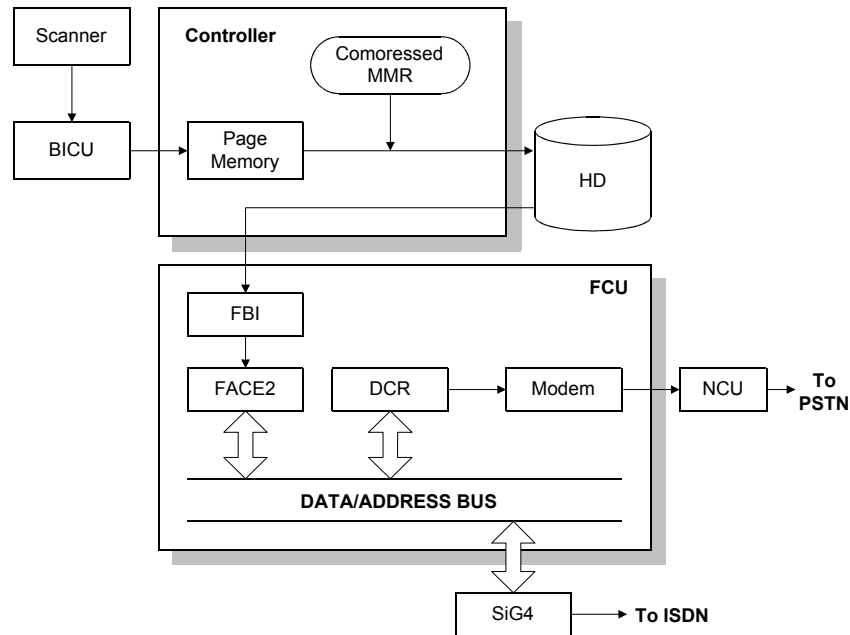 Scanner
Controller
Comoressed
MMR
BICU
Page
Memory
HD
FCU
FBI
FACE2
DCR
Modem
NCU
To
PSTN
DATA/ADDRESS BUS
SiG4
To ISDN